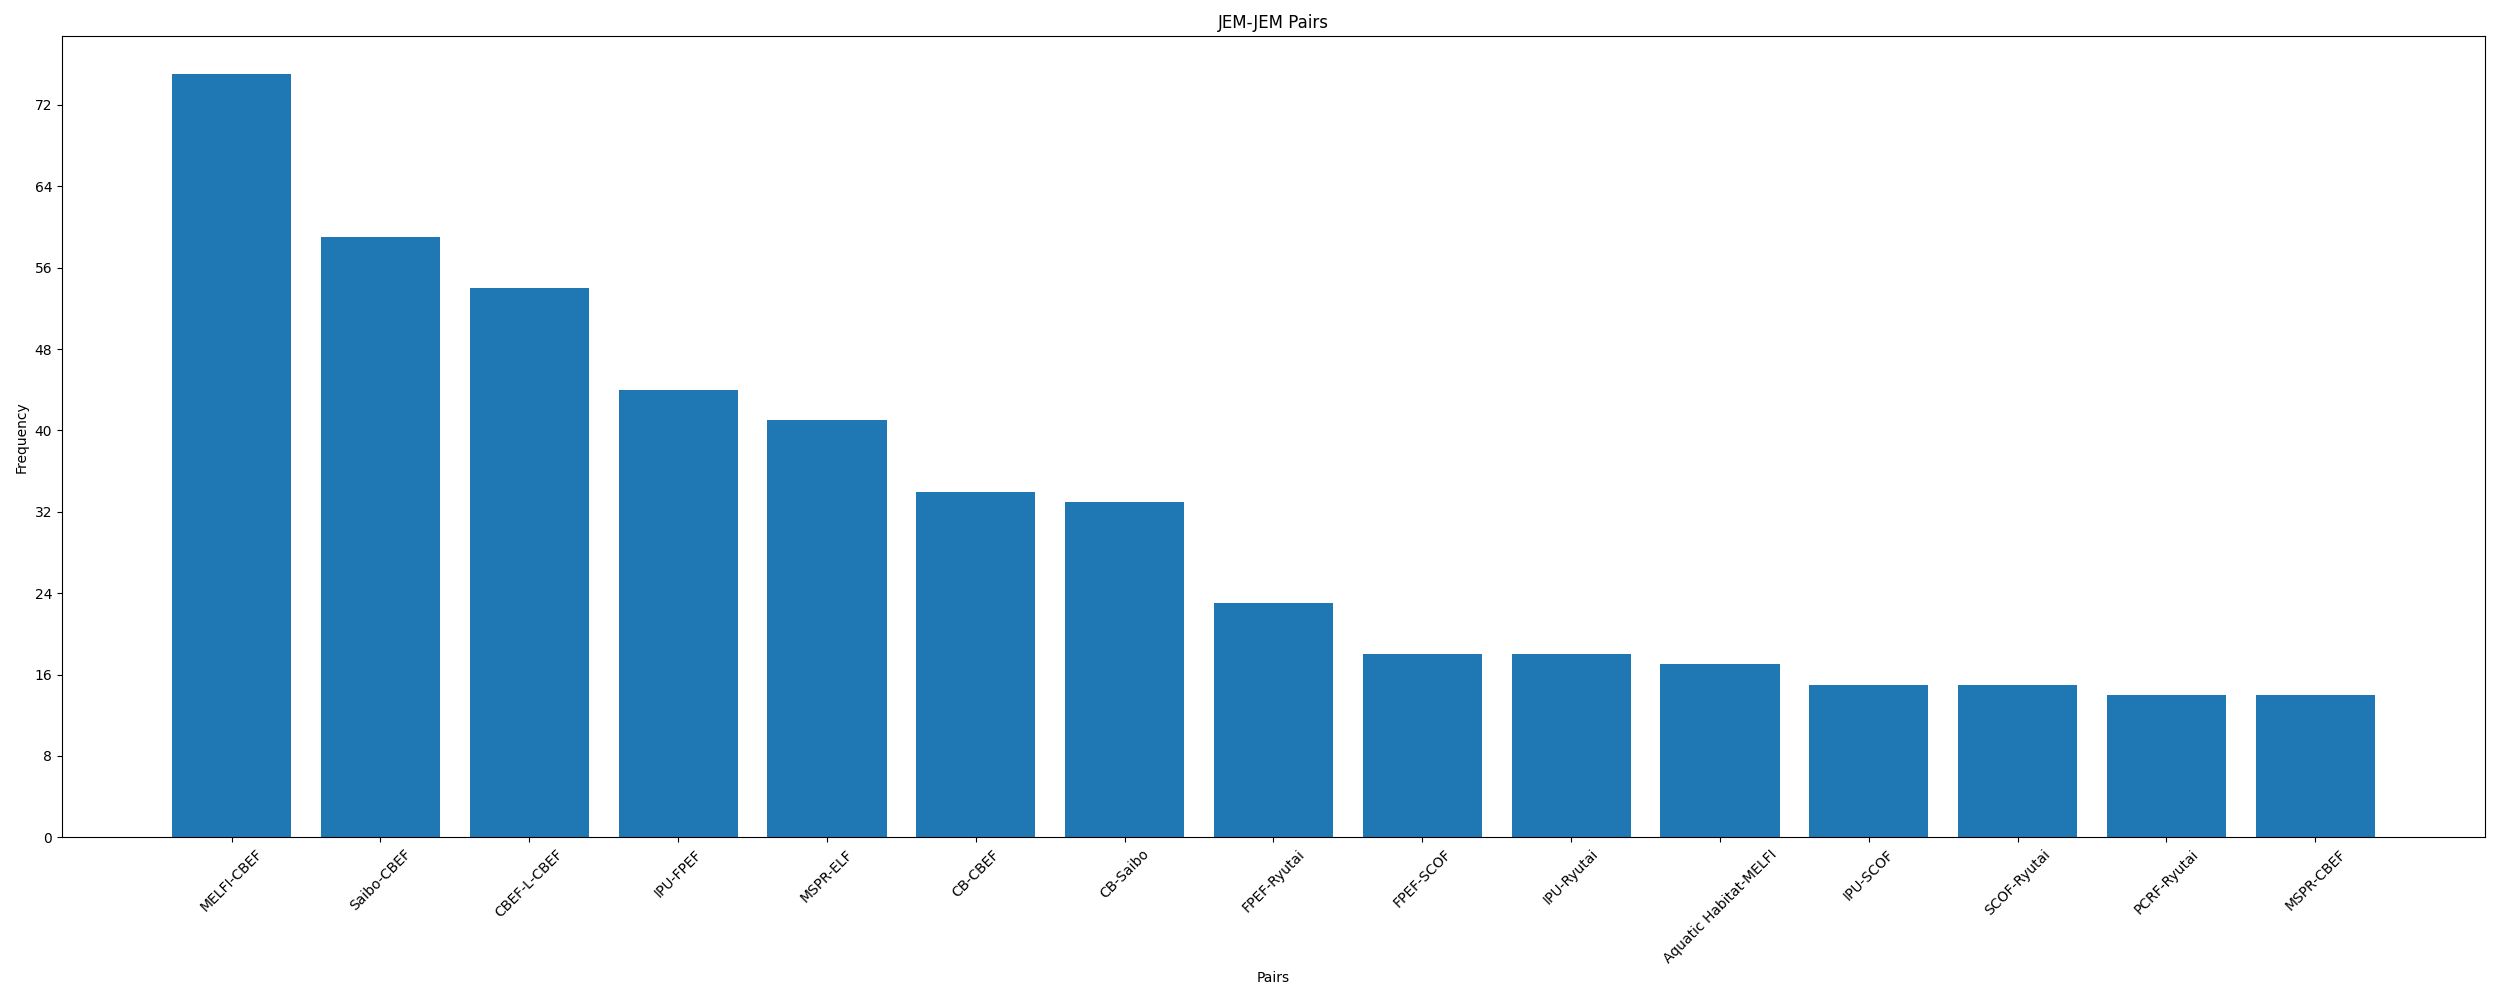 JEM-JEM Pairs
72
64
56
48
40
32
24
16
8
0
Frequency
MELFI-CBEF
Saibo-CBEF
CBEF-L-CBEF
IPU-FPEF
MSPR-ELF
CB-CBEF
CB-Saibo
FPEF-Ryutai
FPEF-SCOF
IPU-Ryutai
Aquatic Habitat-MELFI
IPU-SCOF
SCOF-Ryutai
PCRF-Ryutai
MSPR-CBEF
Pairs